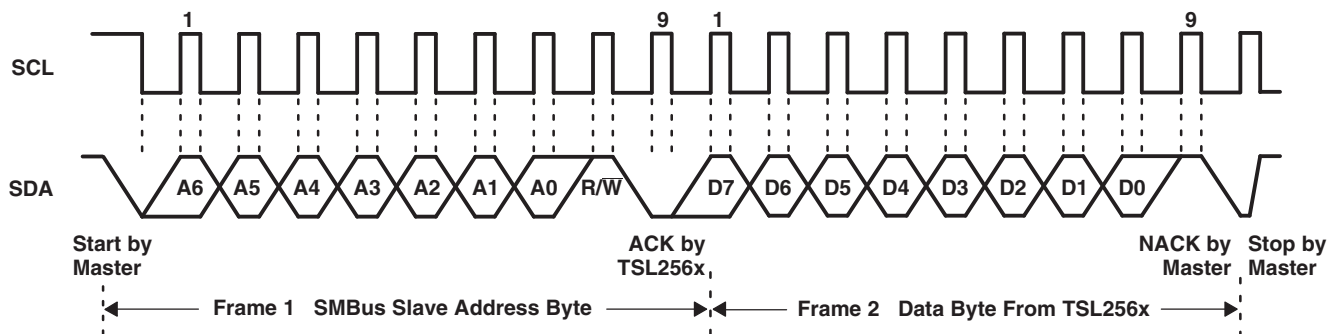 1 9 1 9
SCL
SDA A6 A5 A4 A3 A2 A1 A0 R/W̅ D7 D6 D5 D4 D3 D2 D1 D0
Start by
Master
ACK by
TSL256x
NACK by
Master
Stop by
Master
Frame 1 SMBus Slave Address Byte
Frame 2 Data Byte From TSL256x